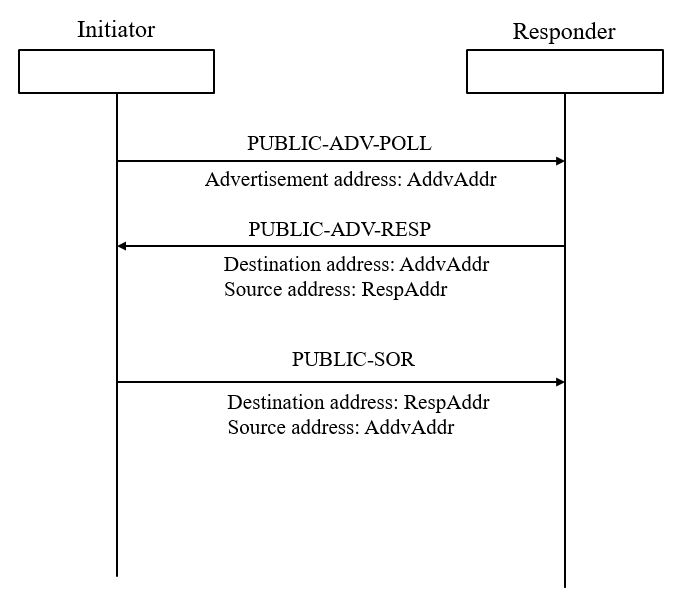 Initiator
Responder
PUBLIC-ADV-POLL
Advertisement address: AddvAddr
PUBLIC-ADV-RESP
Destination address: AddvAddr
Source address: RespAddr
PUBLIC-SOR
Destination address: RespAddr
Source address: AddvAddr